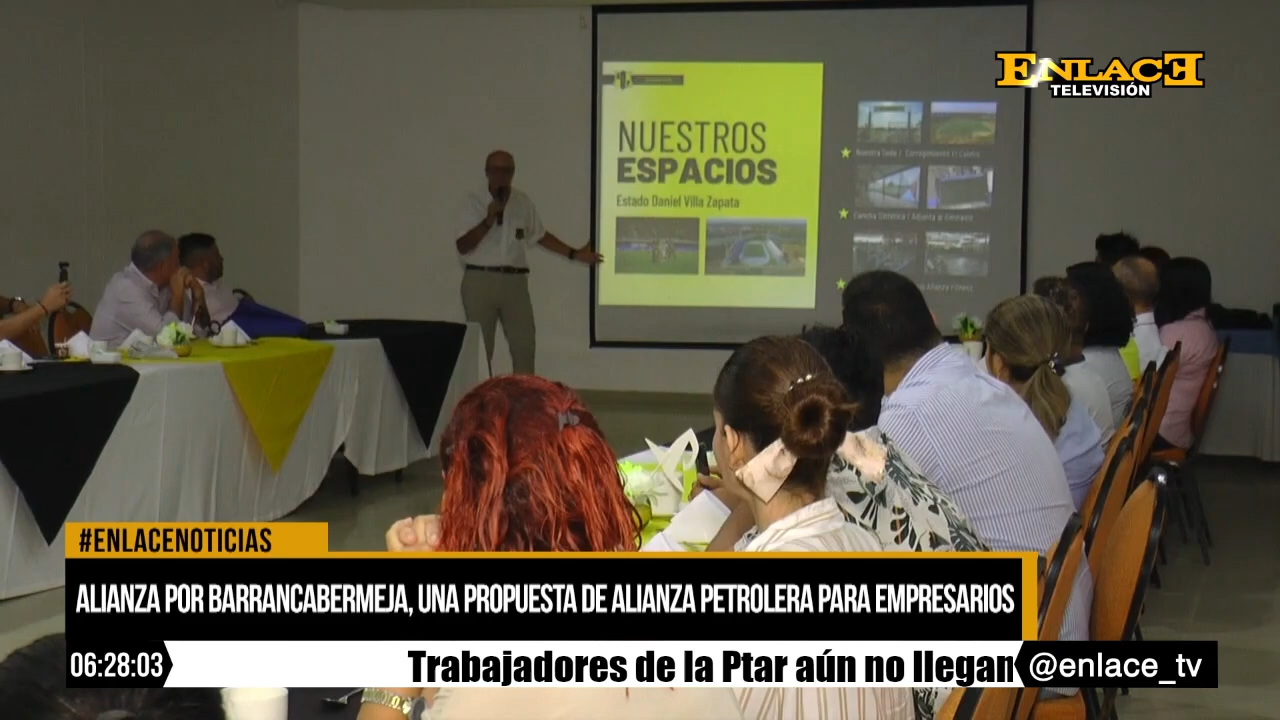 ENLACE
TELEVISIÓN
NUESTROS
ESPACIOS
Estado Daniel Villa Zapata
#ENLACENOTICIAS
ALIANZA POR BARRANCABERMEJA, UNA PROPUESTA DE ALIANZA PETROLERA PARA EMPRESARIOS
06:28:03
Trabajadores de la Ptar aún no llegan
@enlace_tv